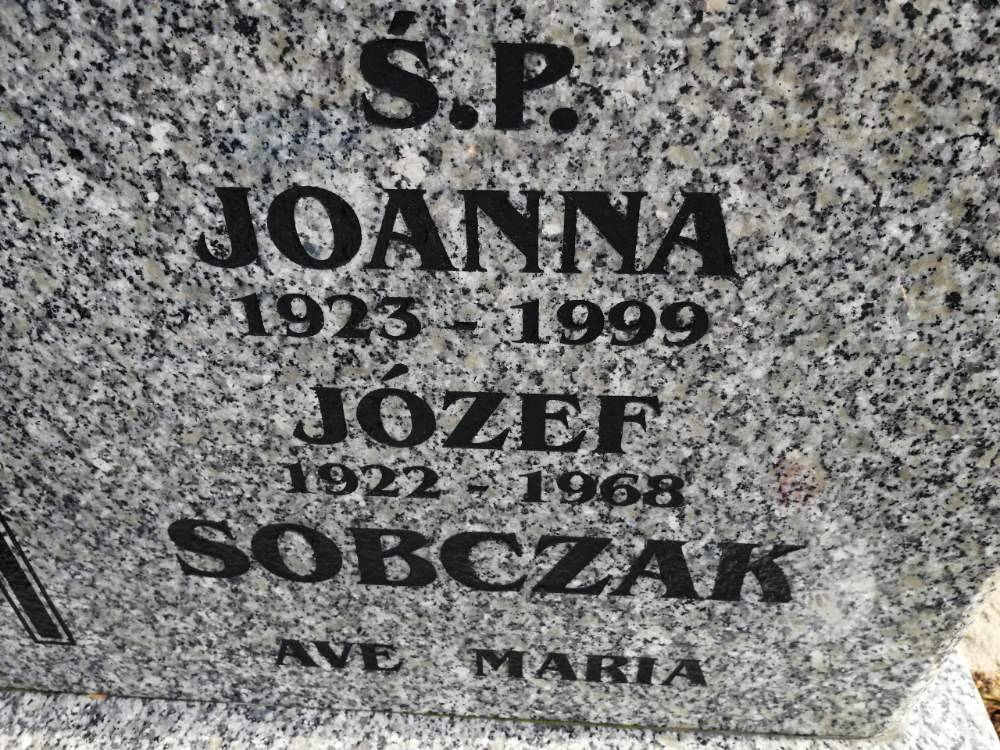 Ś.P.
JOANNA
1923 - 1999
JÓZEF
1922 - 1968
SOBCZAK
AVE MARIA